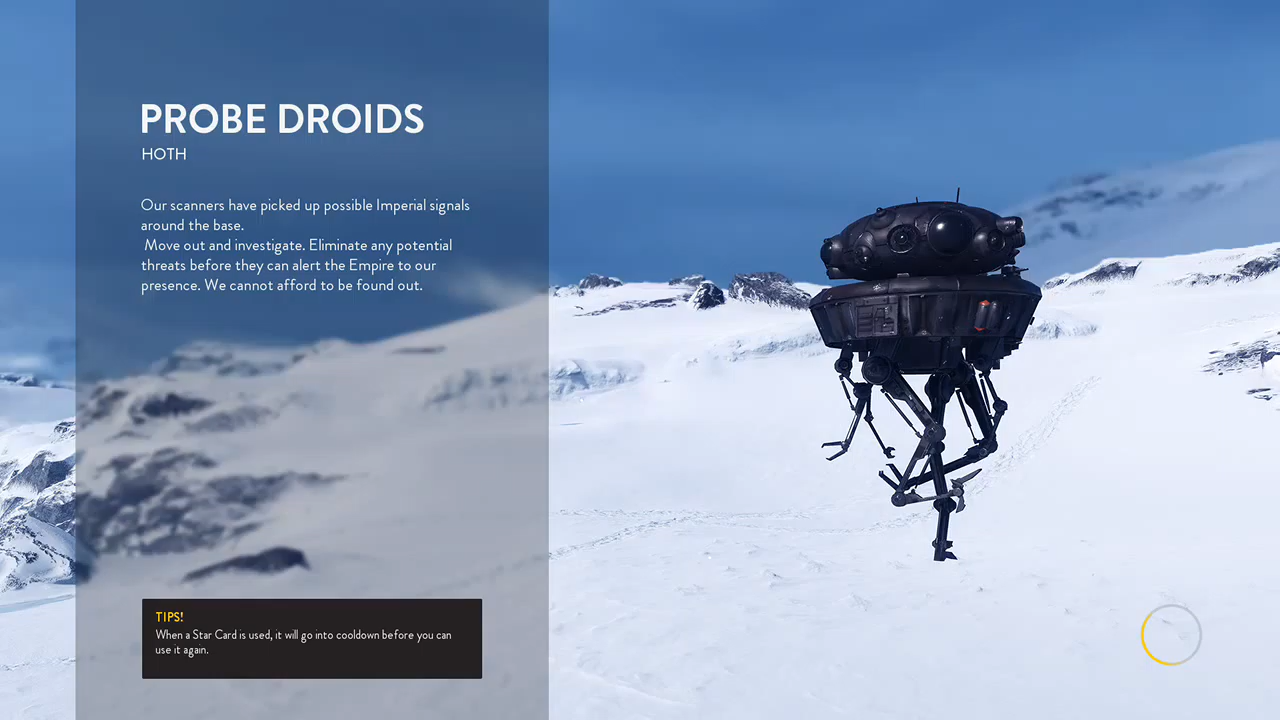 PROBE DROIDS
HOTH
Our scanners have picked up possible Imperial signals
around the base.
Move out and investigate. Eliminate any potential
threats before they can alert the Empire to our
presence. We cannot afford to be found out.
TIPS!
When a Star Card is used, it will go into cooldown before you can
use it again.